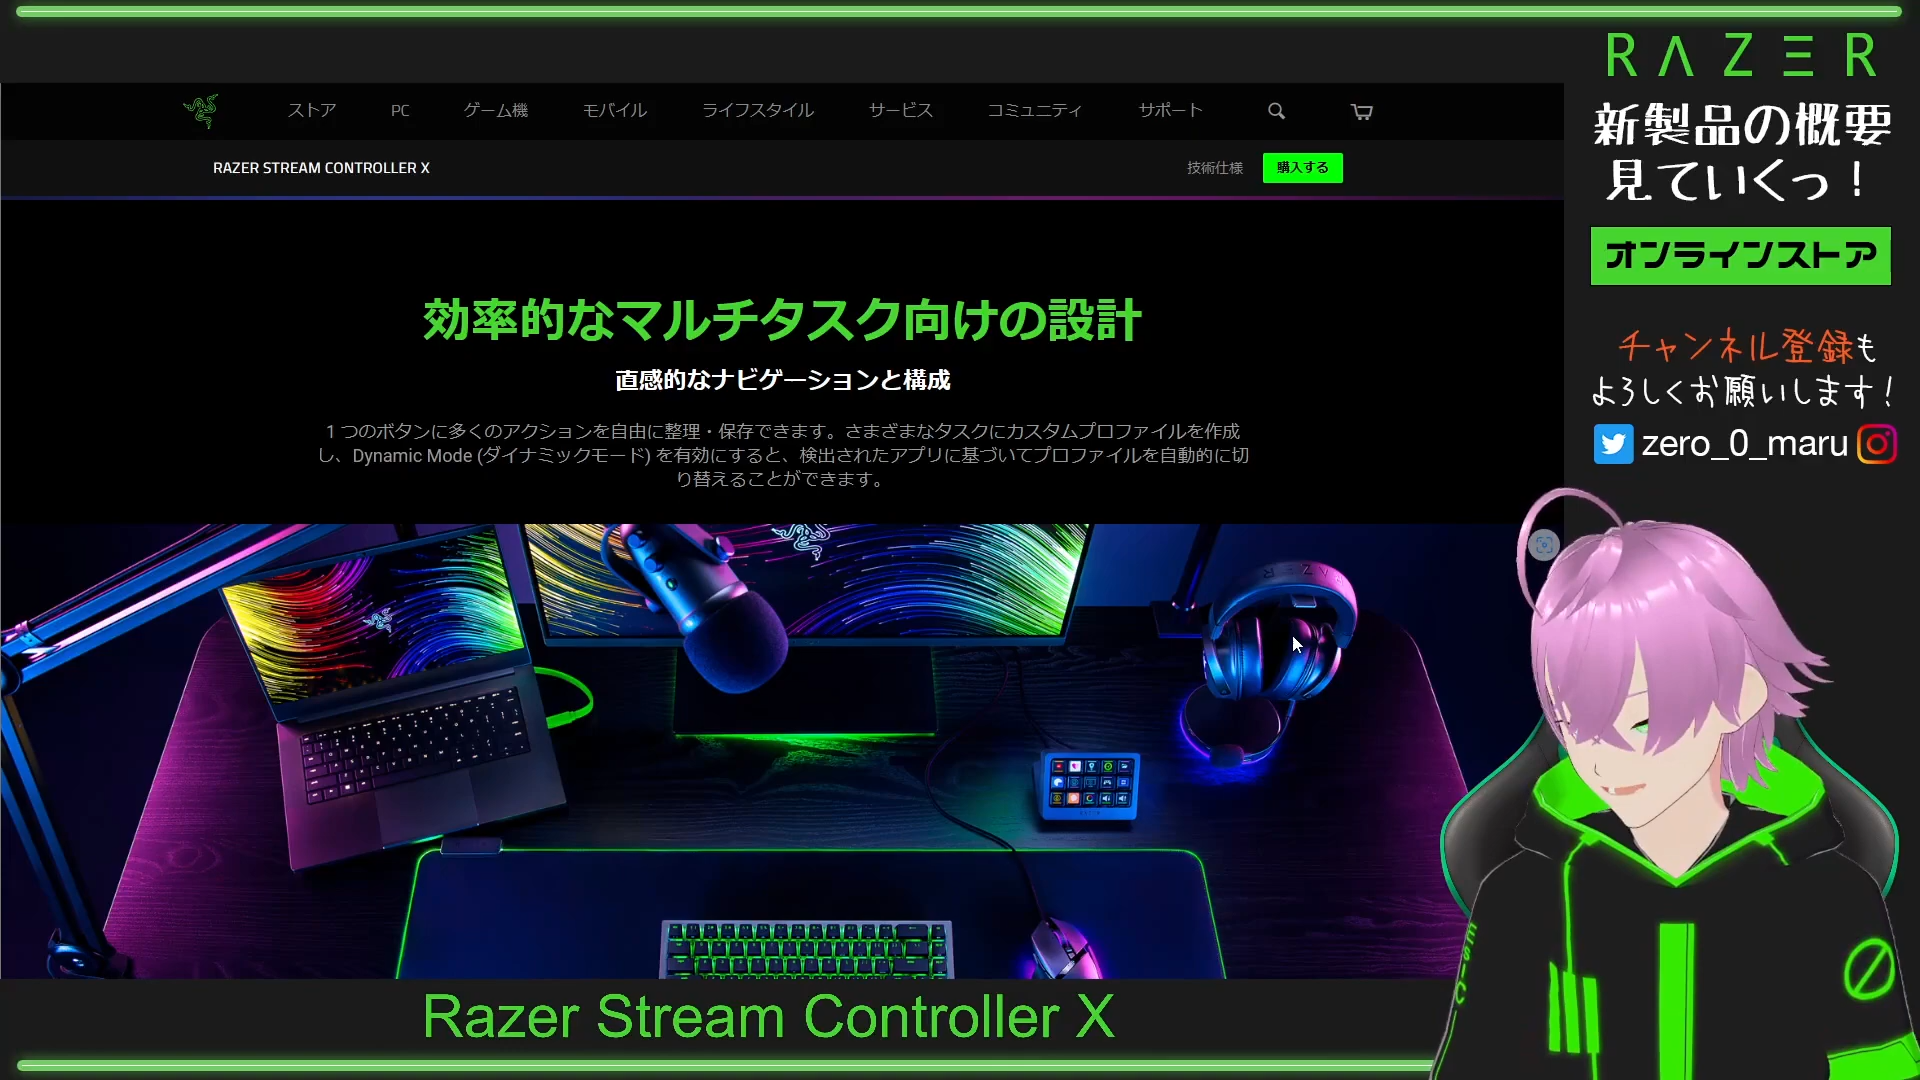 ストア PC ゲーム機 モバイル ライフスタイル サービス コミュニティ サポート
RAZER STREAM CONTROLLER X 技術仕様 購入する
効率的なマルチタスク向けの設計
直感的なナビゲーションと構成
1 つのボタンに多くのアクションを自由に整理・保存できます。さまざまなタスクにカスタムプロファイルを作成
し、Dynamic Mode (ダイナミックモード) を有効にすると、検出されたアプリに基づいてプロファイルを自動的に切
り替えることができます。
Razer Stream Controller X
RAZER
新製品の概要
見ていくっ！
オンラインストア
チャンネル登録も
よろしくお願いします！
zero_0_maru